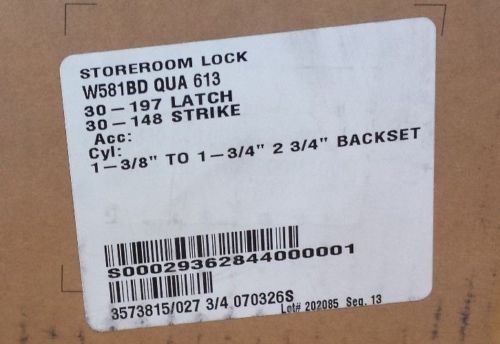 STOREROOM LOCK
W581BD QUA 613
30-197 LATCH
30-148 STRIKE
Acc:
Cyl:
1-3/8" TO 1-3/4" 2 3/4" BACKSET
S00029362844000001
3573815/027 3/4 070326S
Lot# 202085 Seq. 13